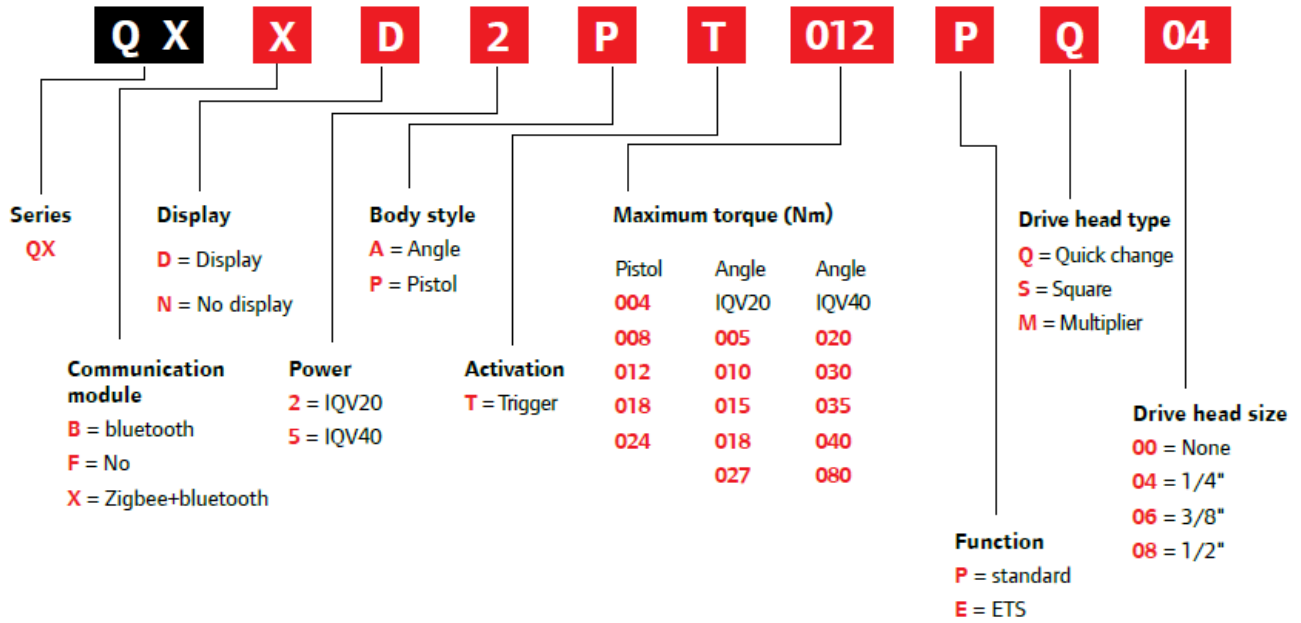 Q X X D 2 P T 012 P Q 04
Series
QX
Display
D = Display
N = No display
Body style
A = Angle
P = Pistol
Maximum torque (Nm)
Pistol Angle Angle
004 IQV20 IQV40
008 005 020
012 010 030
018 015 035
024 018 040
027 080
Drive head type
Q = Quick change
S = Square
M = Multiplier
Communication
module
B = bluetooth
F = No
X = Zigbee+bluetooth
Power
2 = IQV20
5 = IQV40
Activation
T = Trigger
Drive head size
00 = None
04 = 1/4"
06 = 3/8"
08 = 1/2"
Function
P = standard
E = ETS